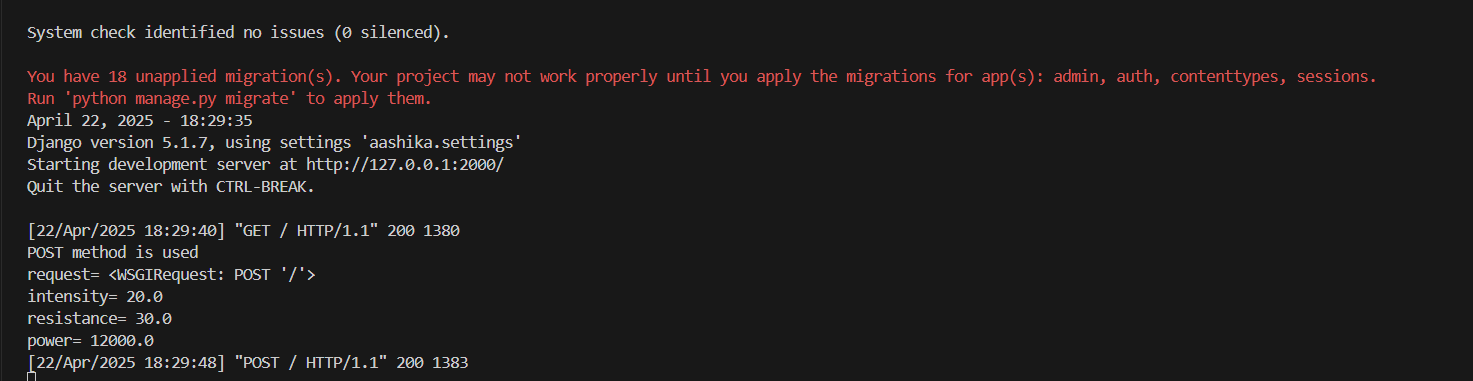 System check identified no issues (0 silenced).
You have 18 unapplied migration(s). Your project may not work properly until you apply the migrations for app(s): admin, auth, contenttypes, sessions.
Run 'python manage.py migrate' to apply them.
April 22, 2025 - 18:29:35
Django version 5.1.7, using settings 'aashika.settings'
Starting development server at http://127.0.0.1:2000/
Quit the server with CTRL-BREAK.
[22/Apr/2025 18:29:40] "GET / HTTP/1.1" 200 1380
POST method is used
request= <WSGIRequest: POST '/'>
intensity= 20.0
resistance= 30.0
power= 12000.0
[22/Apr/2025 18:29:48] "POST / HTTP/1.1" 200 1383